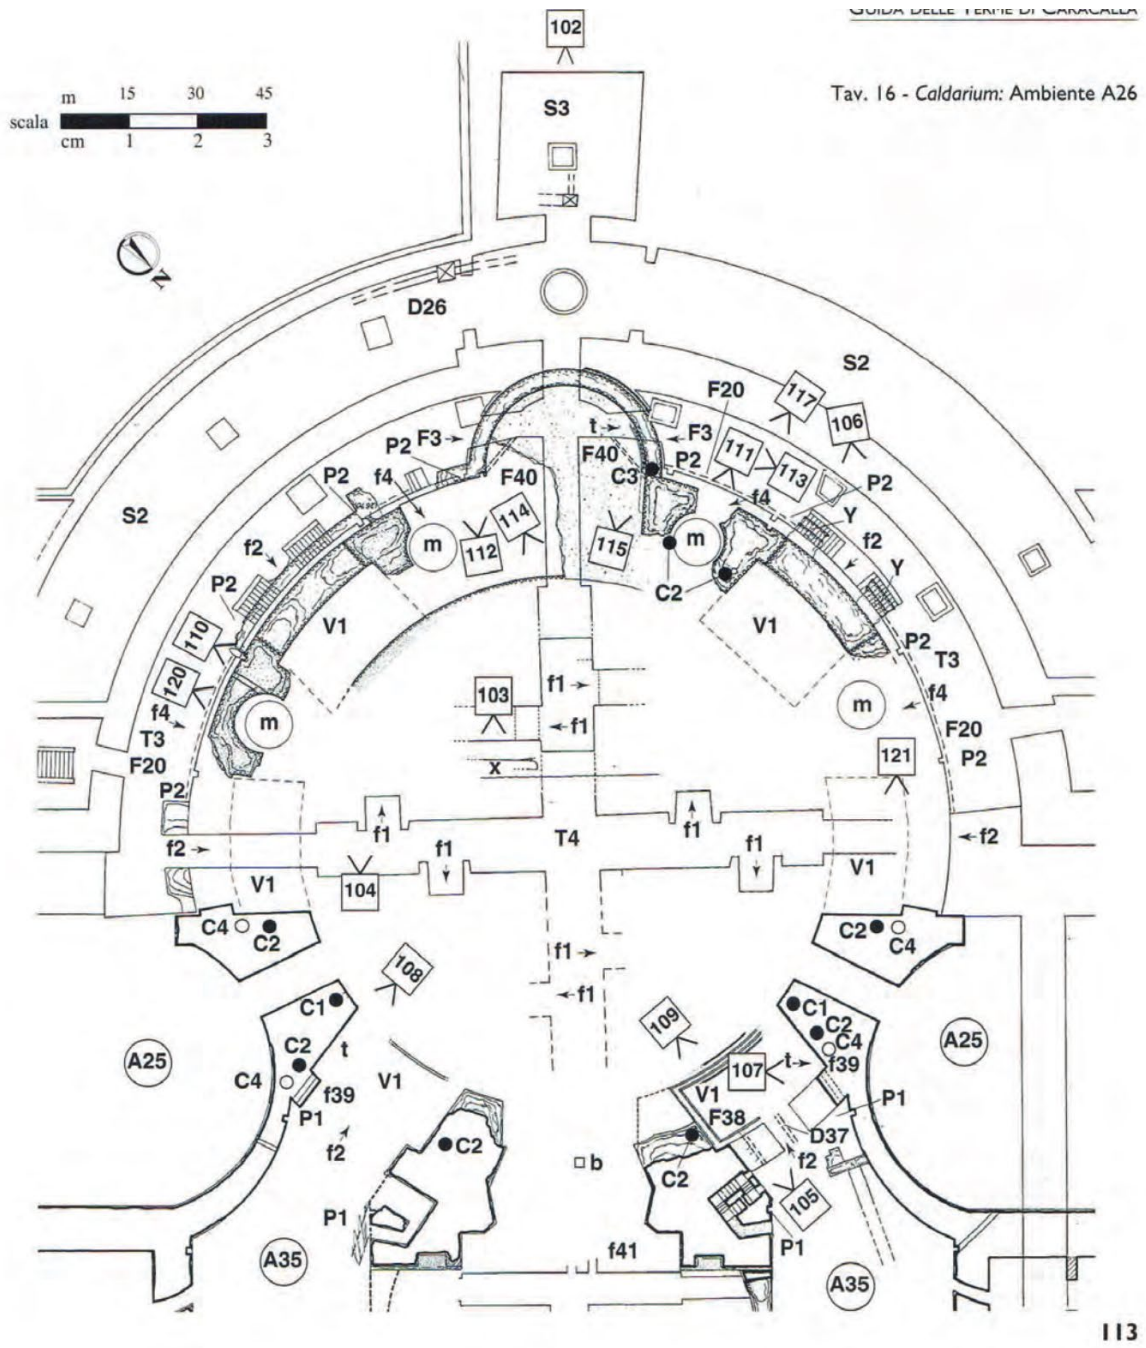 GUIDA DELLE TERME DI CARACALLA
102
m 15 30 45
scala
cm 1 2 3
Tav. 16 - Caldarium: Ambiente A26
S3
N
D26
S2
117
F20
106
t
F3
F3
P2
F40
P2
111
113
P2
F40
C3
P2
f4
f4
Y
S2
114
m
m
f2
f2
112
115
Y
P2
C2
V1
V1
110
P2
T3
120
103
f1
f4
f4
m
m
T3
f1
F20
F20
121
P2
x
P2
f1
f1
T4
f2
f1
f1
f2
V1
V1
104
C4
C2
C2
C4
f1
108
f1
C1
C1
109
C2
A25
C2
t
C4
A25
107
t
f39
C4
V1
f39
V1
P1
P1
F38
D37
C2
f2
f2
b
C2
105
P1
P1
f41
A35
A35
113